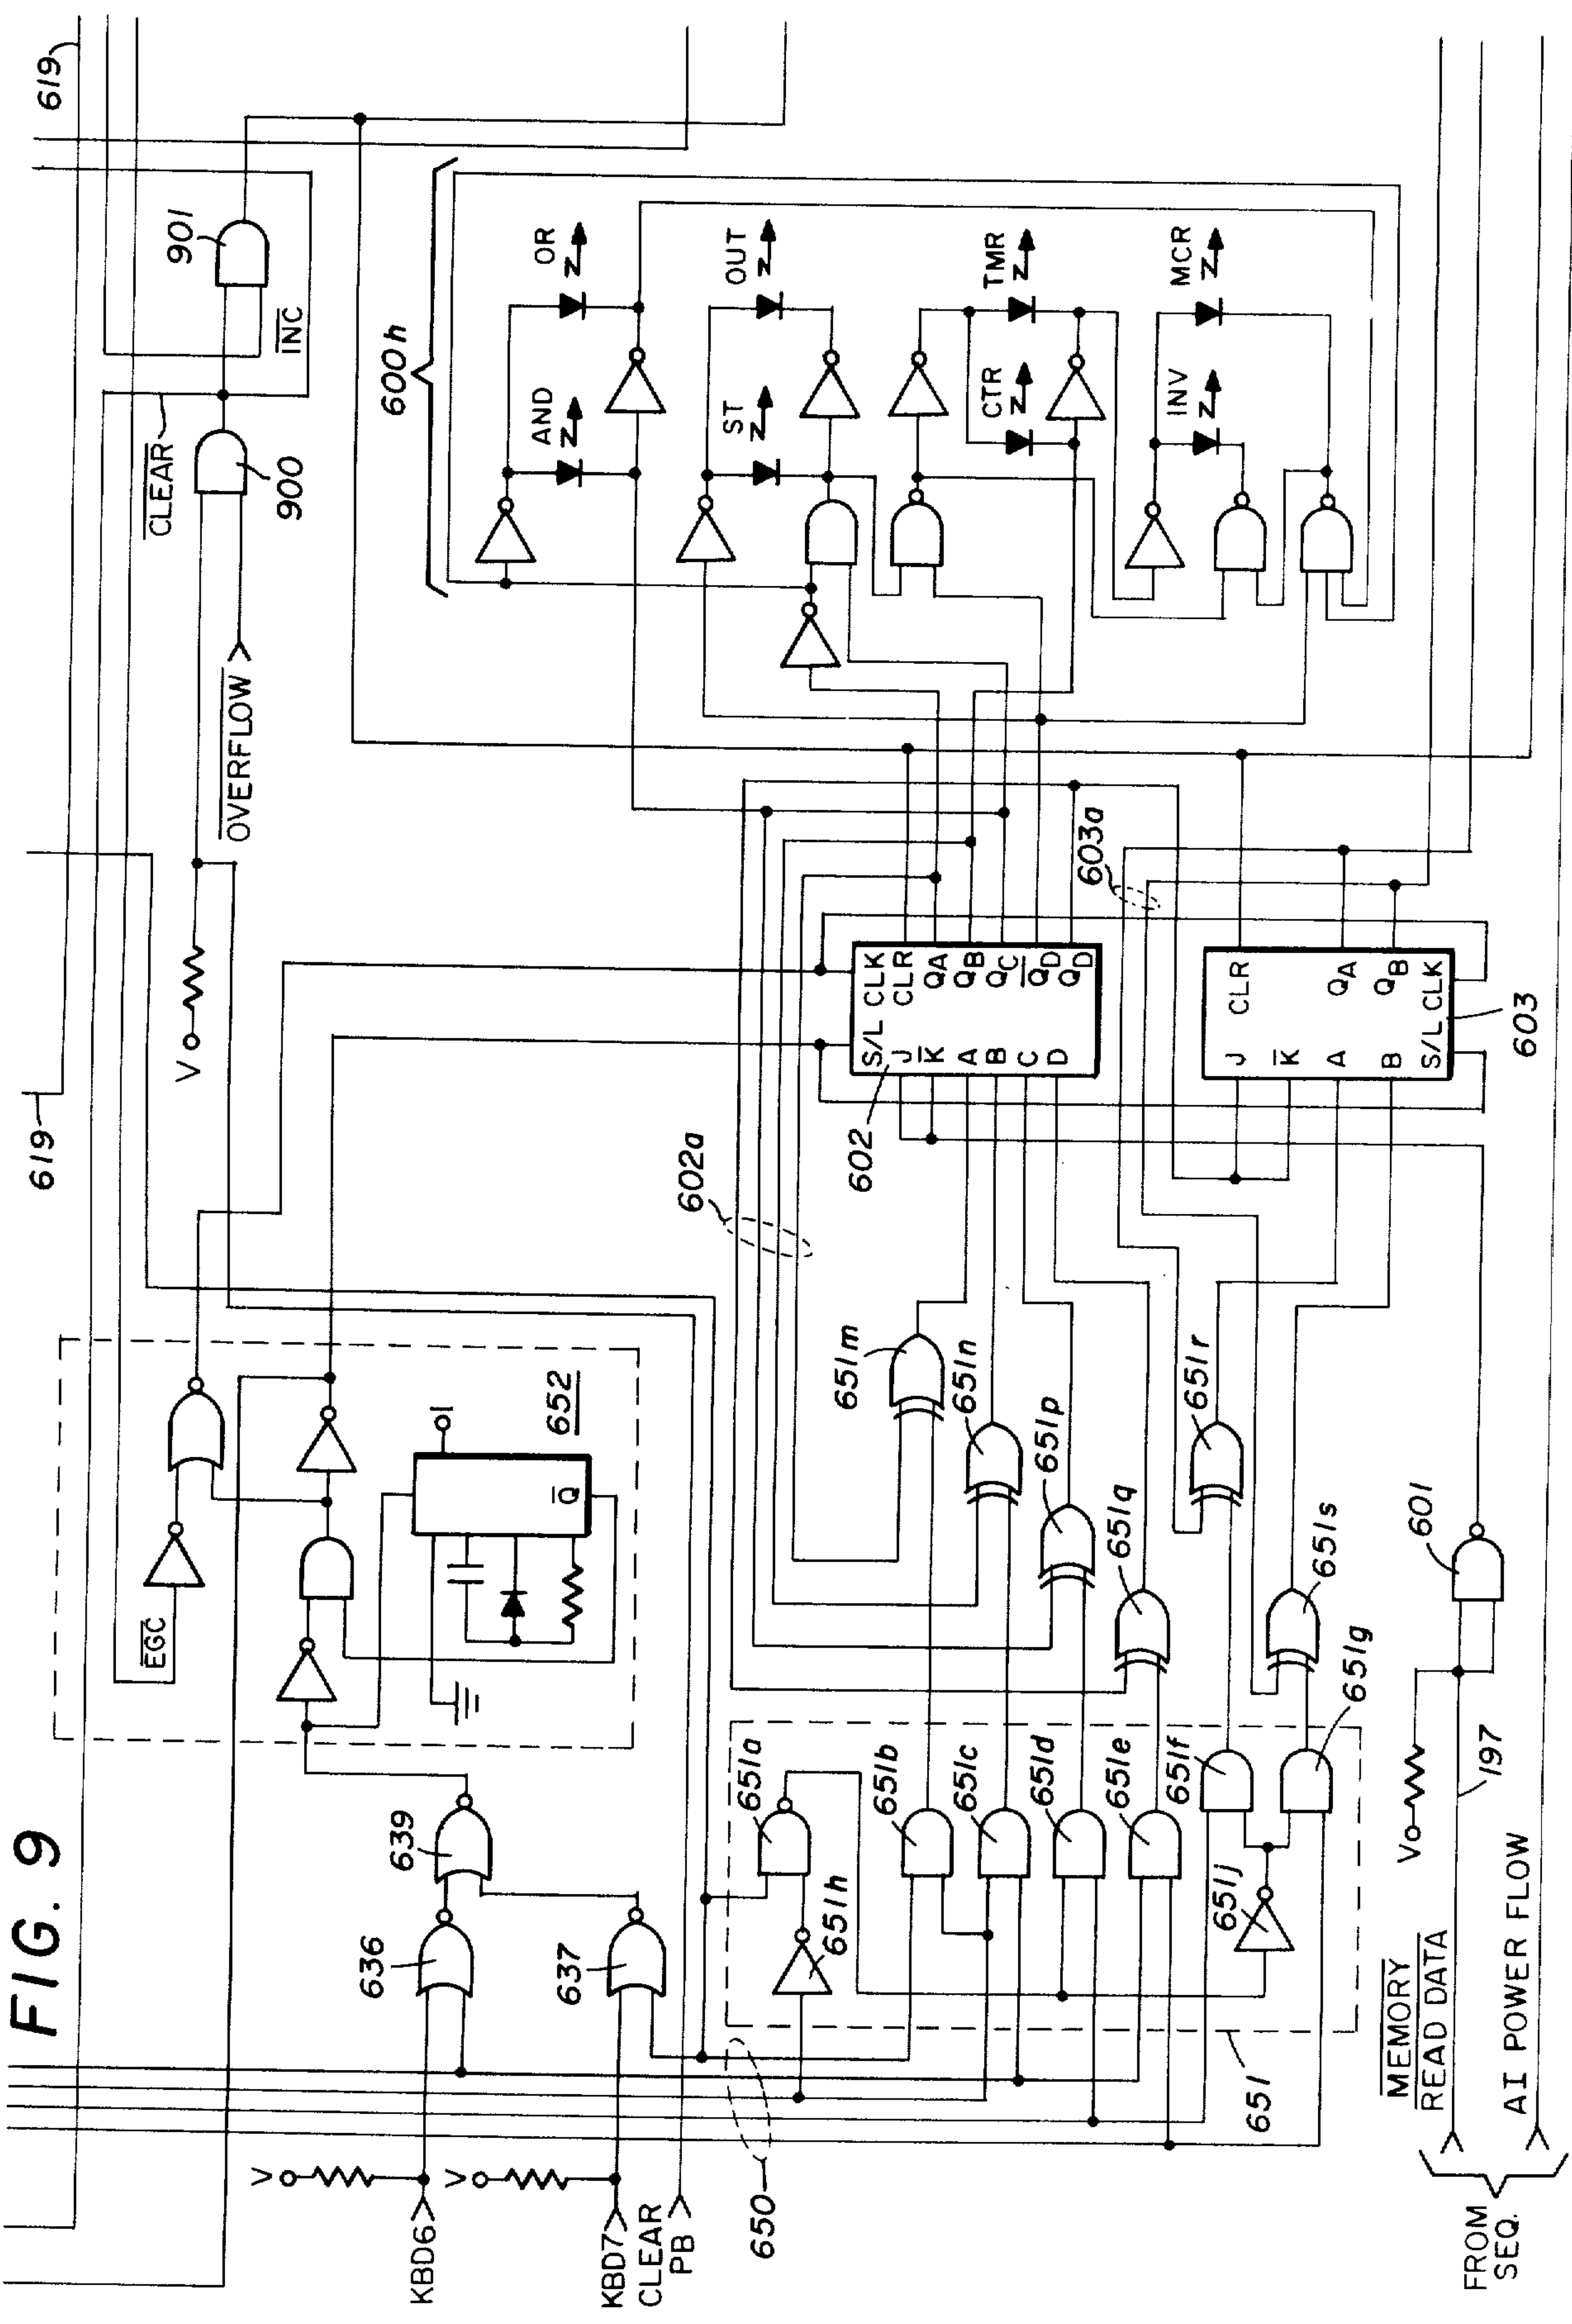 FIG. 9
619
619
901
INC
CLEAR
900
OVERFLOW
V
EGC
652
1
Q
636
639
637
V
KBD6
V
KBD7
CLEAR
PB
650
600h
AND
OR
ST
OUT
CTR
TMR
INV
MCR
602a
602
S/L CLK
J CLR
K QA
A QB
B QC
C QD
D QD
603a
603
J CLR
K
A QA
B QB
S/L CLK
651a
651h
651b
651c
651d
651e
651f
651j
651g
651
651m
651n
651p
651q
651r
651s
601
V
197
MEMORY
READ DATA
AI POWER FLOW
FROM
SEQ.